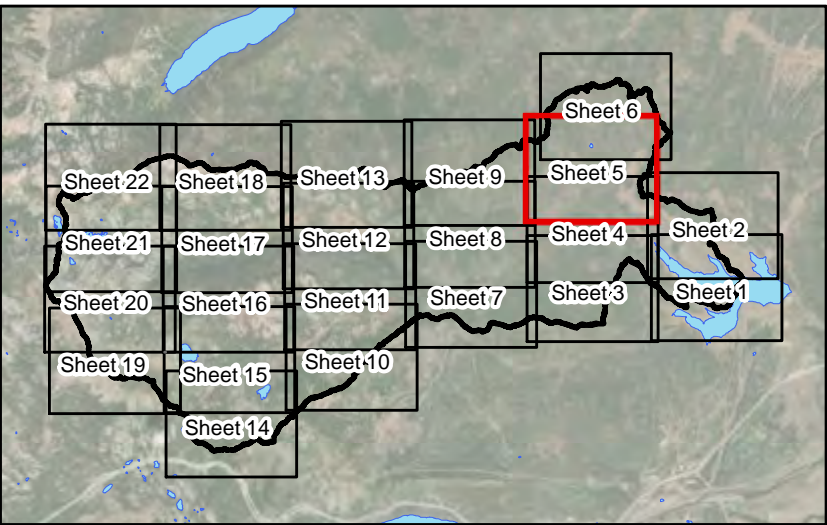 Sheet 6
Sheet 22
Sheet 18
Sheet 13
Sheet 9
Sheet 5
Sheet 21
Sheet 17
Sheet 12
Sheet 8
Sheet 4
Sheet 2
Sheet 20
Sheet 16
Sheet 11
Sheet 7
Sheet 3
Sheet 1
Sheet 19
Sheet 15
Sheet 10
Sheet 14